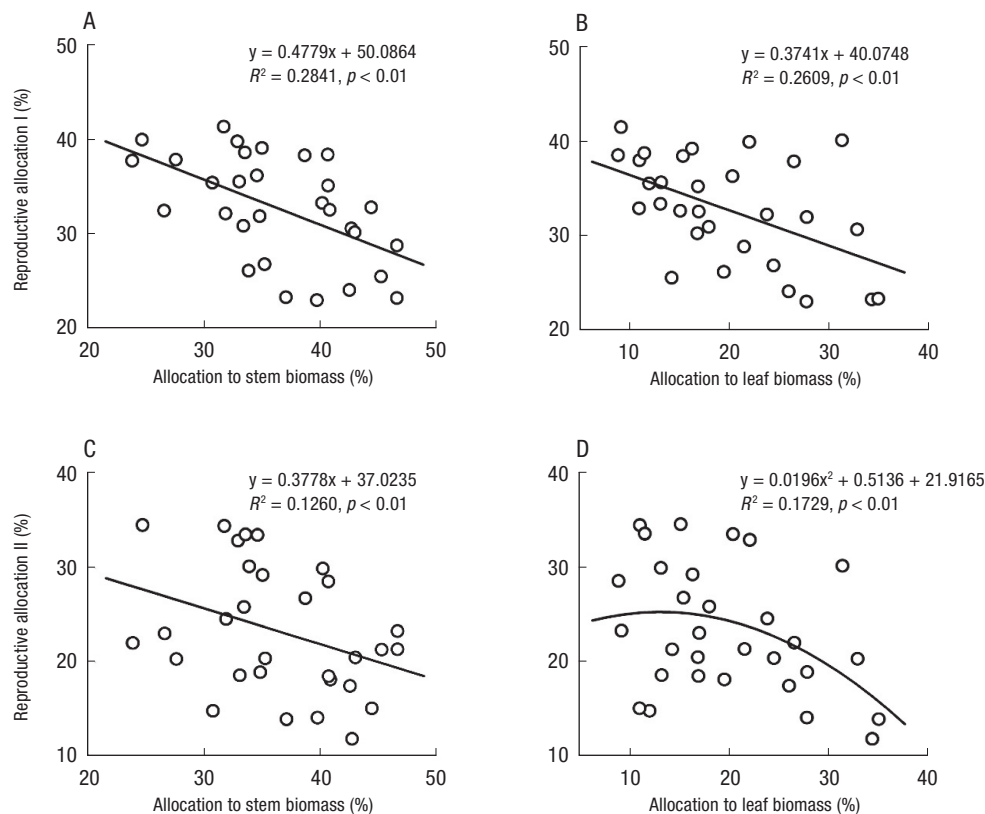 A
y = 0.4779x + 50.0864
R² = 0.2841, p < 0.01
Reproductive allocation I (%)
50
40
30
20
20 30 40 50
Allocation to stem biomass (%)
B
y = 0.3741x + 40.0748
R² = 0.2609, p < 0.01
50
40
30
20
10 20 30 40
Allocation to leaf biomass (%)
C
y = 0.3778x + 37.0235
R² = 0.1260, p < 0.01
Reproductive allocation II (%)
40
30
20
10
20 30 40 50
Allocation to stem biomass (%)
D
y = 0.0196x² + 0.5136 + 21.9165
R² = 0.1729, p < 0.01
40
30
20
10
10 20 30 40
Allocation to leaf biomass (%)